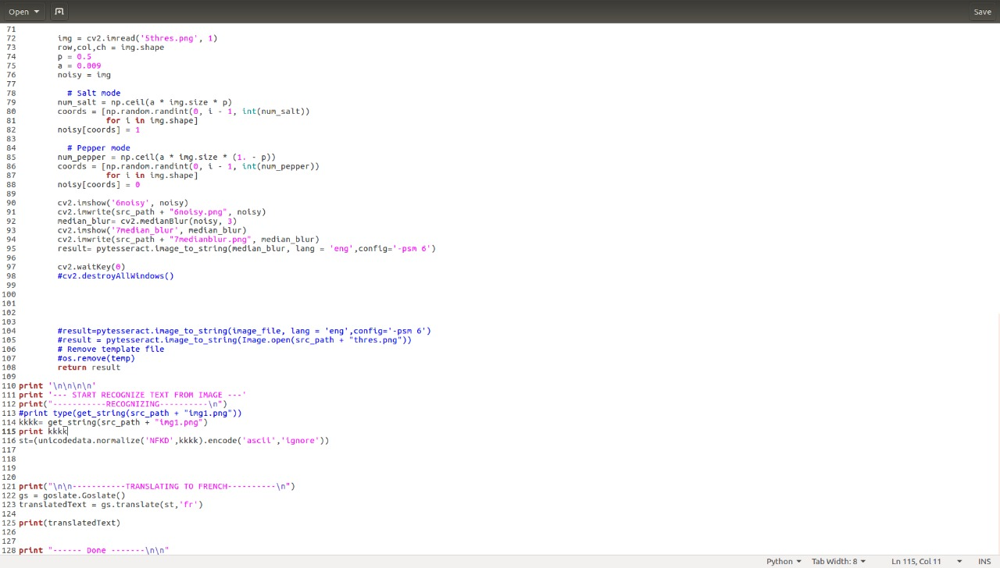 Open
Save
71
72 img = cv2.imread('5thres.png', 1)
73 row,col,ch = img.shape
74 p = 0.5
75 a = 0.009
76 noisy = img
77
78 # Salt mode
79 num_salt = np.ceil(a * img.size * p)
80 coords = [np.random.randint(0, i - 1, int(num_salt))
81 for i in img.shape]
82 noisy[coords] = 1
83
84 # Pepper mode
85 num_pepper = np.ceil(a * img.size * (1. - p))
86 coords = [np.random.randint(0, i - 1, int(num_pepper))
87 for i in img.shape]
88 noisy[coords] = 0
89
90 cv2.imshow('6noisy', noisy)
91 cv2.imwrite(src_path + "6noisy.png", noisy)
92 median_blur= cv2.medianBlur(noisy, 3)
93 cv2.imshow('7median_blur', median_blur)
94 cv2.imwrite(src_path + "7medianblur.png", median_blur)
95 result= pytesseract.image_to_string(median_blur, lang = 'eng',config='-psm 6')
96
97 cv2.waitKey(0)
98 #cv2.destroyAllWindows()
99
100
101
102
103
104 #result=pytesseract.image_to_string(image_file, lang = 'eng',config='-psm 6')
105 #result = pytesseract.image_to_string(Image.open(src_path + "thres.png"))
106 # Remove template file
107 #os.remove(temp)
108 return result
109
110 print '\n\n\n\n'
111 print '--- START RECOGNIZE TEXT FROM IMAGE ---'
112 print("-----------RECOGNIZING----------\n")
113 #print type(get_string(src_path + "img1.png"))
114 kkkk= get_string(src_path + "img1.png")
115 print kkkk
116 st=(unicodedata.normalize('NFKD',kkkk).encode('ascii','ignore'))
117
118
119
120
121 print("\n\n-----------TRANSLATING TO FRENCH----------\n")
122 gs = goslate.Goslate()
123 translatedText = gs.translate(st,'fr')
124
125 print(translatedText)
126
127
128 print "------ Done -------\n\n"
Python Tab Width: 8 Ln 115, Col 11 INS